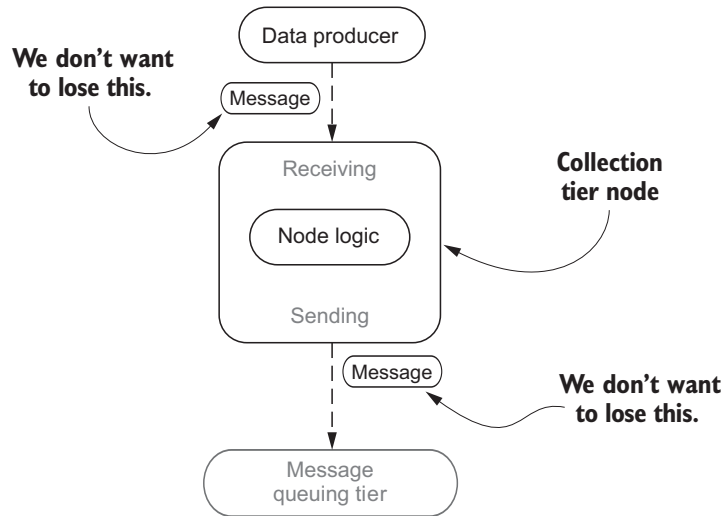 Data producer
We don’t want
to lose this.
Message
Receiving
Collection
tier node
Node logic
Sending
Message
We don’t want
to lose this.
Message
queuing tier